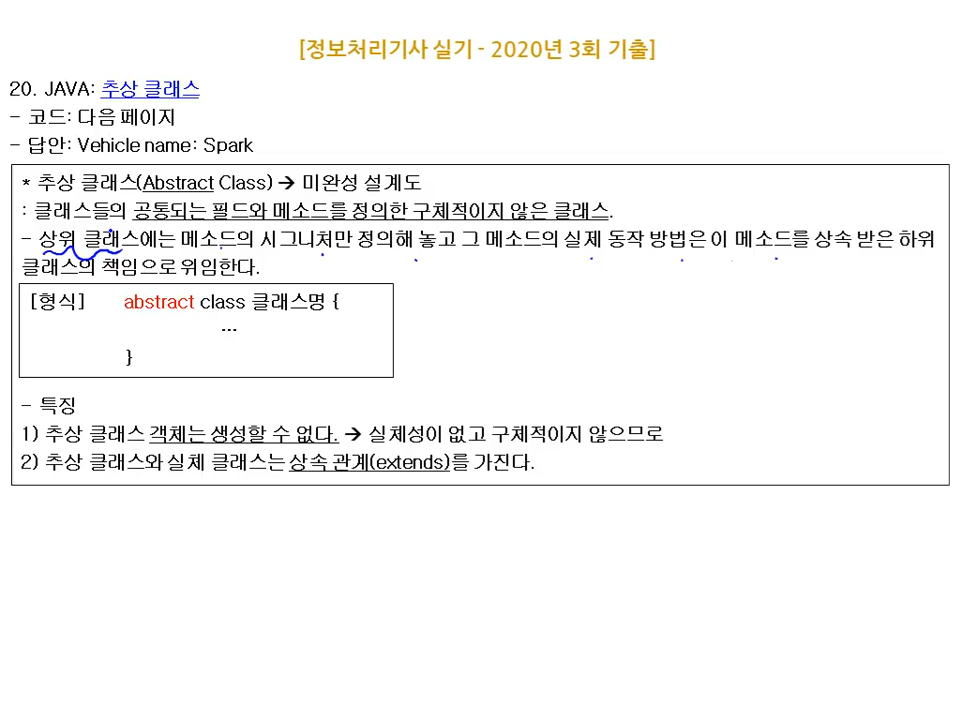 [정보처리기사 실기 - 2020년 3회 기출]
20. JAVA: 추상 클래스
- 코드: 다음 페이지
- 답안: Vehicle name: Spark
* 추상 클래스(Abstract Class) → 미완성 설계도
: 클래스들의 공통되는 필드와 메소드를 정의한 구체적이지 않은 클래스.
- 상위 클래스에는 메소드의 시그니처만 정의해 놓고 그 메소드의 실제 동작 방법은 이 메소드를 상속 받은 하위
클래스의 책임으로 위임한다.
[형식] abstract class 클래스명 {
...
}
- 특징
1) 추상 클래스 객체는 생성할 수 없다. → 실체성이 없고 구체적이지 않으므로
2) 추상 클래스와 실체 클래스는 상속 관계(extends)를 가진다.